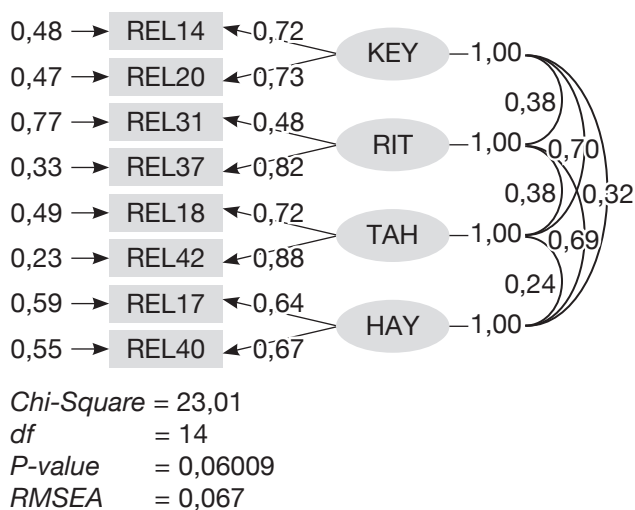 0,48 REL14 0,72 KEY 1,00
0,47 REL20 0,73
0,38
0,77 REL31 0,48 RIT 1,00 0,70
0,33 REL37 0,82
0,38 0,32
0,49 REL18 0,72 TAH 1,00 0,69
0,23 REL42 0,88
0,24
0,59 REL17 0,64 HAY 1,00
0,55 REL40 0,67
Chi-Square = 23,01
df = 14
P-value = 0,06009
RMSEA = 0,067